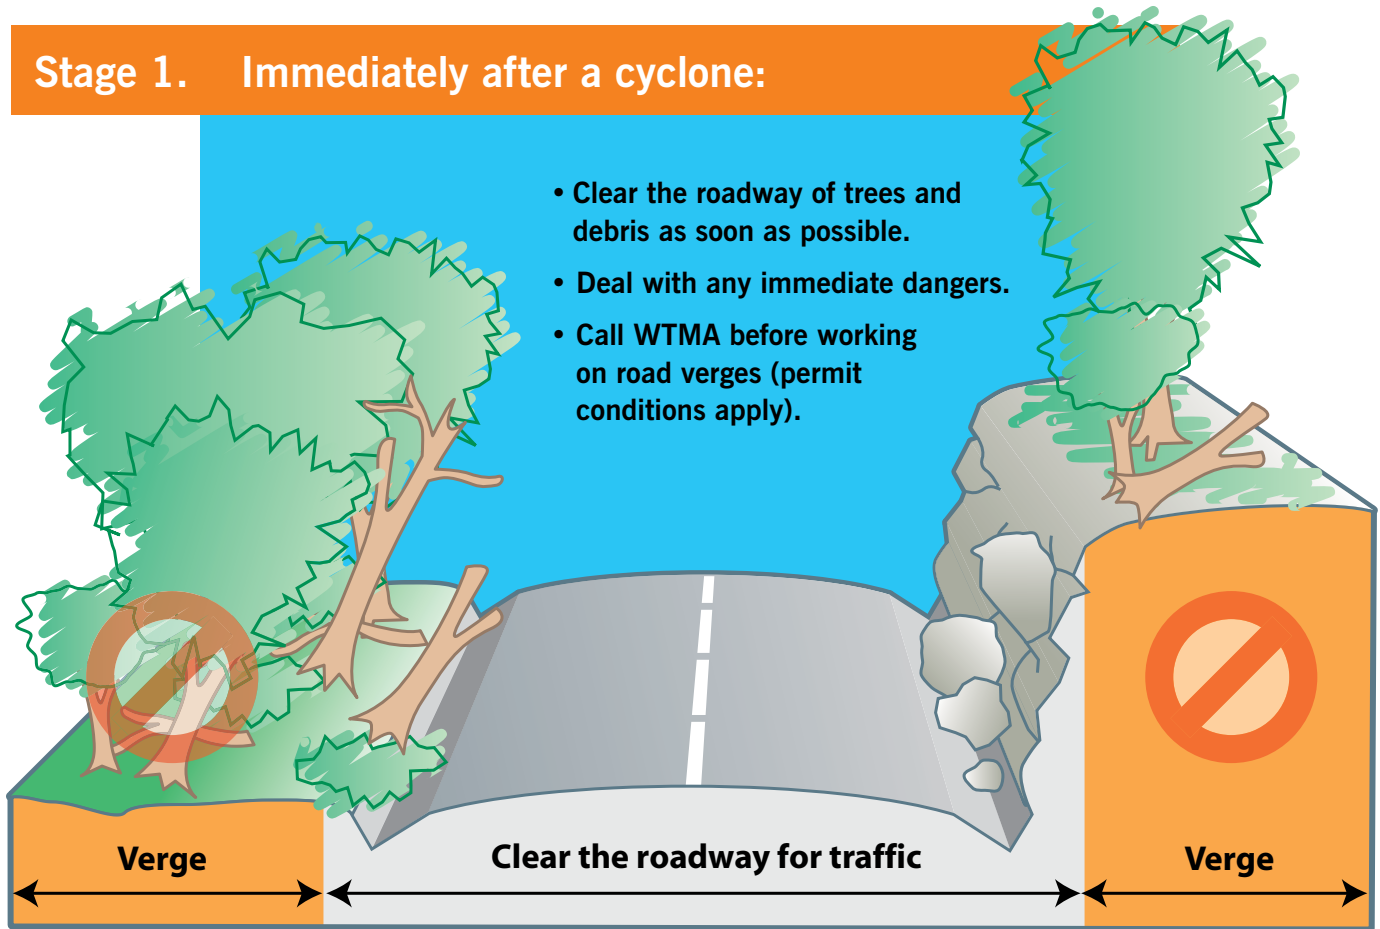 Stage 1. Immediately after a cyclone:
• Clear the roadway of trees and
debris as soon as possible.
• Deal with any immediate dangers.
• Call WTMA before working
on road verges (permit
conditions apply).
Verge
Clear the roadway for traffic
Verge